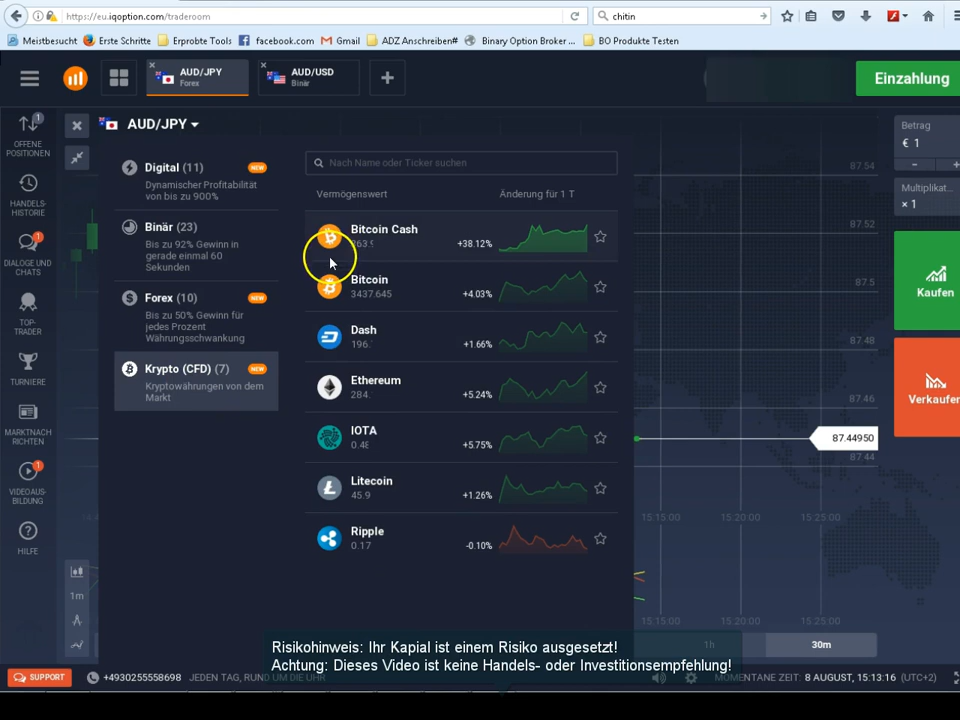 https://eu.iqoption.com/traderoom
chitin
Meistbesucht
Erste Schritte
Erprobte Tools
facebook.com
Gmail
ADZ Anschreiben#
Binary Option Broker ...
BO Produkte Testen
AUD/JPY
Forex
AUD/USD
Binär
Einzahlung
1
OFFENE
POSITIONEN
HANDELS-
HISTORIE
1
DIALOGE UND
CHATS
TOP-
TRADER
TURNIERE
MARKTNACH
RICHTEN
1
VIDEOAUS-
BILDUNG
HILFE
1m
AUD/JPY
Digital (11)
NEW
Dynamischer Profitabilität
von bis zu 900%
Binär (23)
Bis zu 92% Gewinn in
gerade einmal 60
Sekunden
Forex (10)
NEW
Bis zu 50% Gewinn für
jedes Prozent
Währungsschwankung
Krypto (CFD) (7)
NEW
Kryptowährungen von dem
Markt
Nach Name oder Ticker suchen
Vermögenswert
Änderung für 1 T
Bitcoin Cash
+38.12%
Bitcoin
3437.645
+4.03%
Dash
196.
+1.66%
Ethereum
284.
+5.24%
IOTA
+5.75%
Litecoin
45.9
+1.26%
Ripple
0.17
-0.10%
87.54
87.52
87.5
87.48
87.46
87.44950
87.44
15:15:00
15:20:00
15:25:00
Betrag
€ 1
Multiplikat...
× 1
Kaufen
Verkaufen
1h
30m
Risikohinweis: Ihr Kapial ist einem Risiko ausgesetzt!
Achtung: Dieses Video ist keine Handels- oder Investitionsempfehlung!
SUPPORT
+4930255558698
JEDEN TAG, RUND UM DIE UHR
MOMENTANE ZEIT: 8 AUGUST, 15:13:16 (UTC+2)